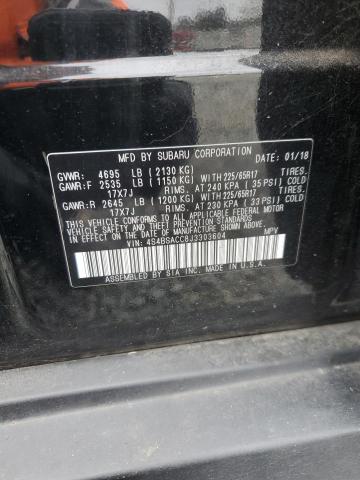 MFD. BY SUBARU CORPORATION DATE: 01/18
GVWR: 4695 LB (2130 KG)
GAWR:F 2535 LB (1150 KG) WITH 225/65R17 TIRES.
17X7J RIMS. AT 240 KPA (35 PSI) COLD
GAWR:R 2645 LB (1200 KG) WITH 225/65R17 TIRES.
17X7J RIMS. AT 230 KPA (33 PSI) COLD
THIS VEHICLE CONFORMS TO ALL APPLICABLE
FEDERAL MOTOR VEHICLE SAFETY STANDARDS
IN EFFECT ON THE DATE OF MANUFACTURE SHOWN ABOVE.
VIN: 4S4BSACC8J3303604 MPV
ASSEMBLED BY SIA INC. MADE IN U.S.A.